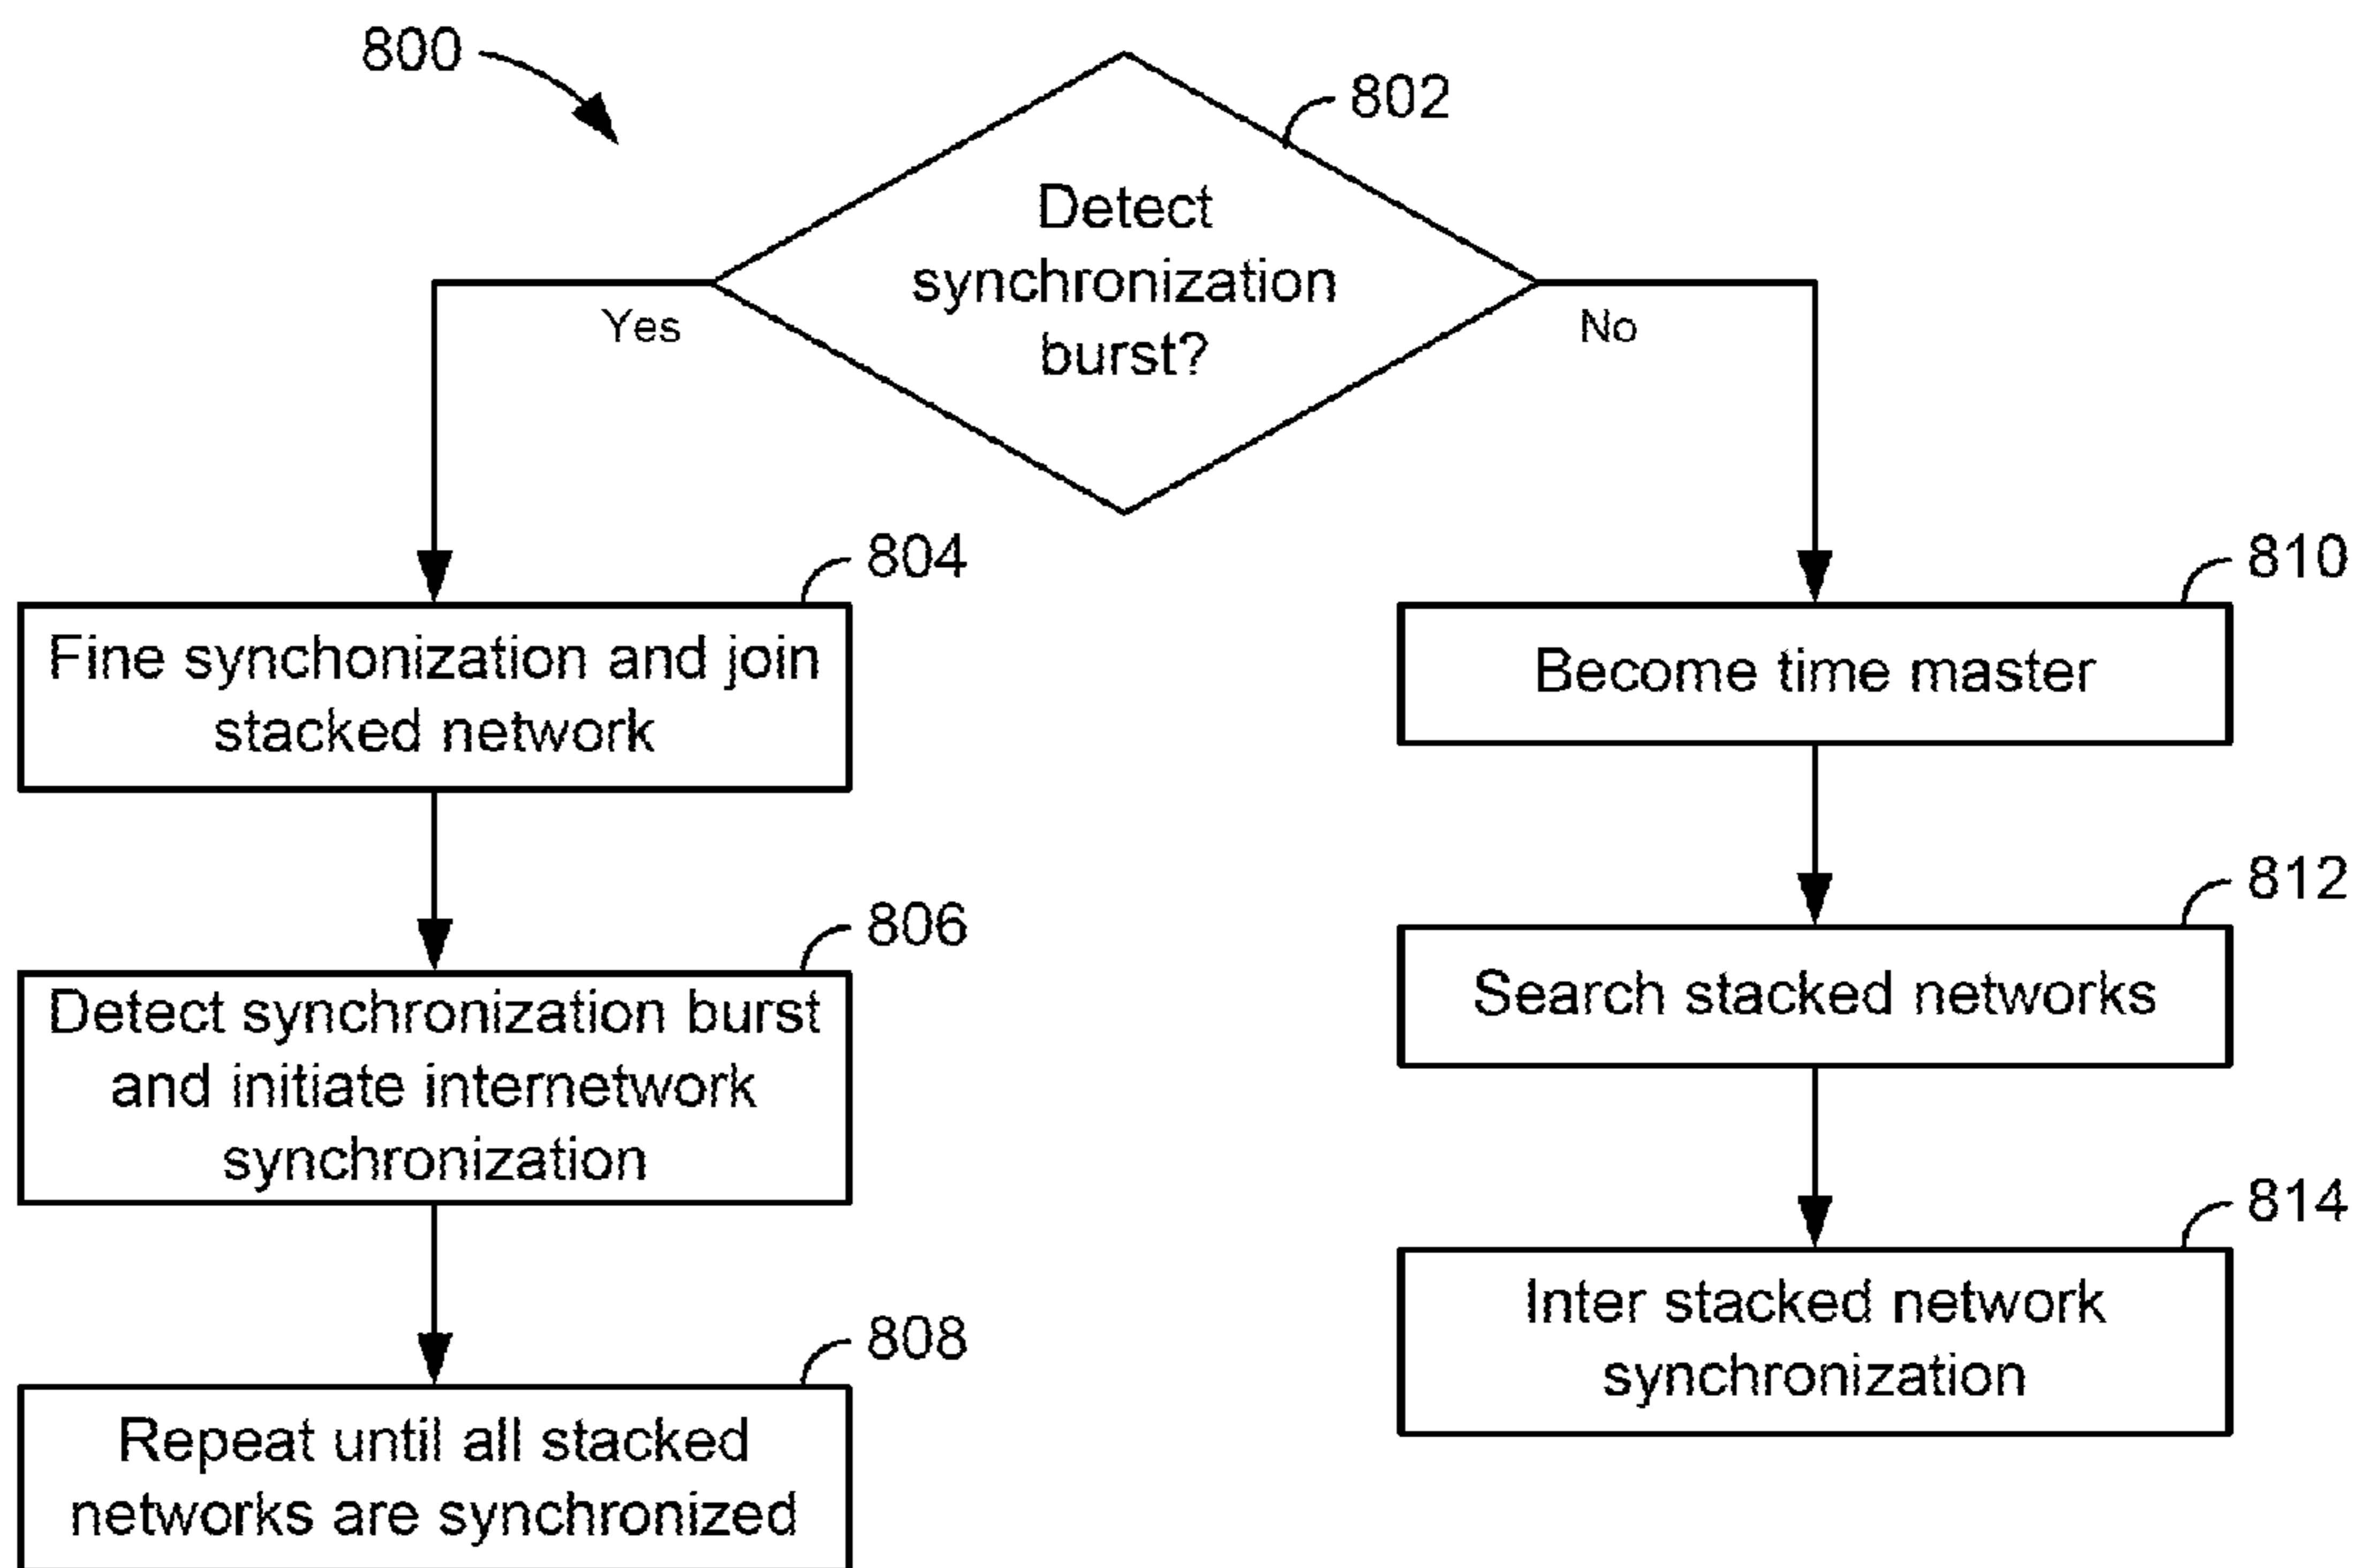 800
802
Detect
synchronization
burst?
Yes
No
804
Fine synchonization and join
stacked network
810
Become time master
806
Detect synchronization burst
and initiate internetwork
synchronization
812
Search stacked networks
808
Repeat until all stacked
networks are synchronized
814
Inter stacked network
synchronization